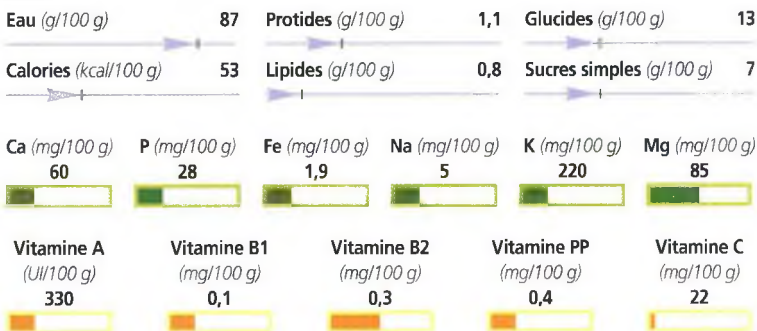 Eau (g/100 g) 87 Protides (g/100 g) 1,1 Glucides (g/100 g) 13
Calories (kcal/100 g) 53 Lipides (g/100 g) 0,8 Sucres simples (g/100 g) 7
Ca (mg/100 g) P (mg/100 g) Fe (mg/100 g) Na (mg/100 g) K (mg/100 g) Mg (mg/100 g)
60 28 1,9 5 220 85
Vitamine A Vitamine B1 Vitamine B2 Vitamine PP Vitamine C
(UI/100 g) (mg/100 g) (mg/100 g) (mg/100 g) (mg/100 g)
330 0,1 0,3 0,4 22